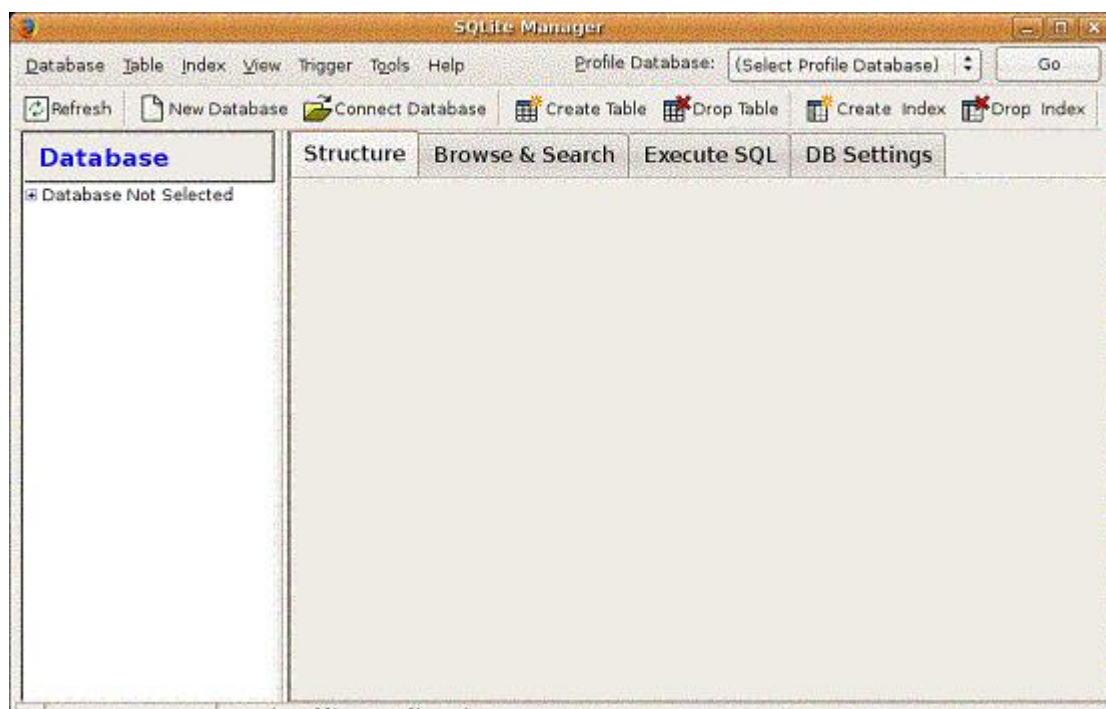 SQLite Manager
Database Table Index View Trigger Tools Help Profile Database: (Select Profile Database) Go
Refresh New Database Connect Database Create Table Drop Table Create Index Drop Index
Database
Structure Browse & Search Execute SQL DB Settings
Database Not Selected